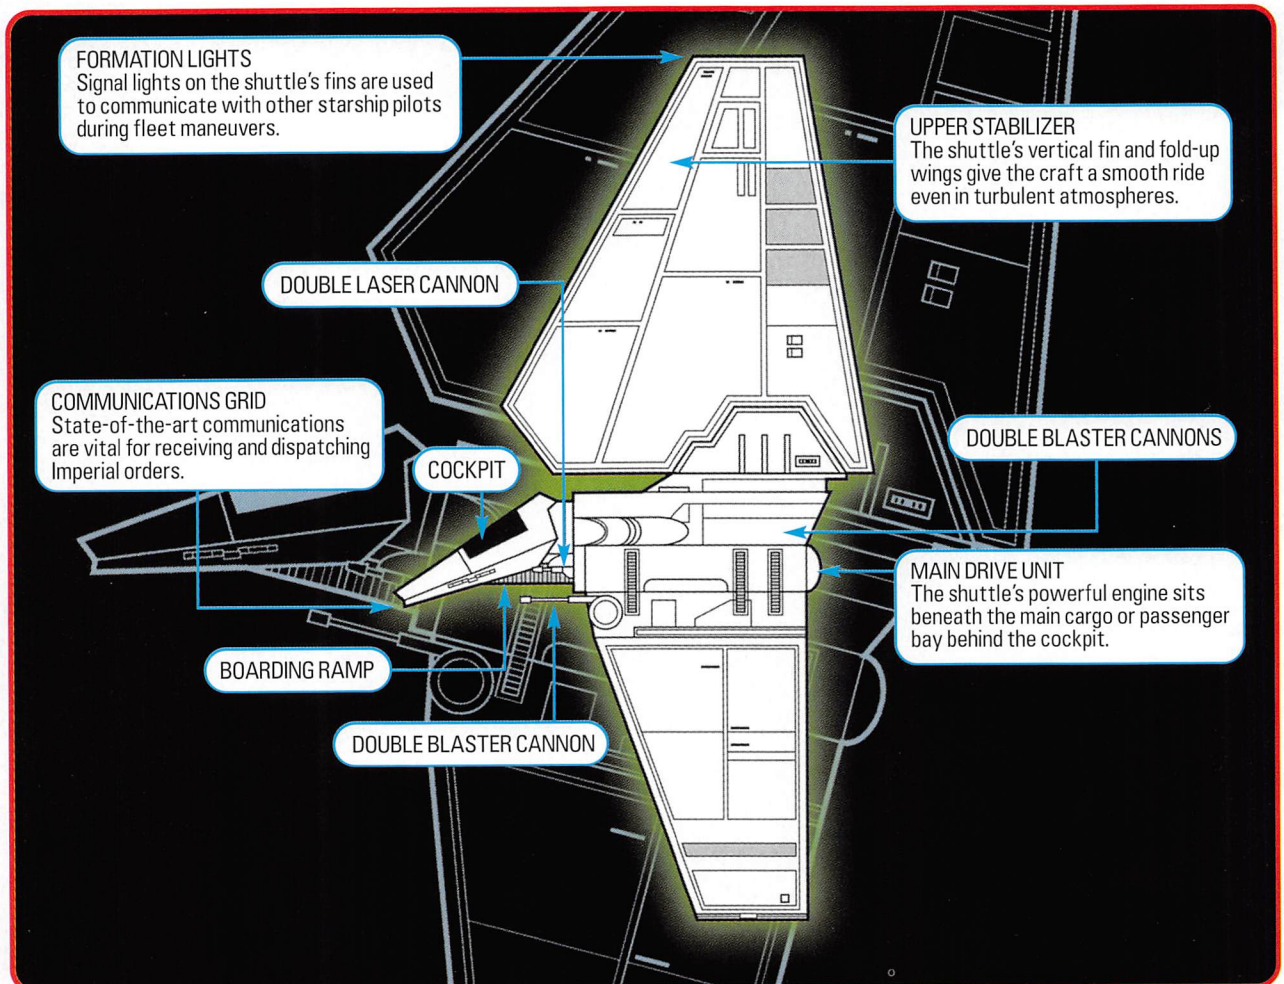 FORMATION LIGHTS
Signal lights on the shuttle's fins are used
to communicate with other starship pilots
during fleet maneuvers.
UPPER STABILIZER
The shuttle's vertical fin and fold-up
wings give the craft a smooth ride
even in turbulent atmospheres.
DOUBLE LASER CANNON
COMMUNICATIONS GRID
State-of-the-art communications
are vital for receiving and dispatching
Imperial orders.
COCKPIT
DOUBLE BLASTER CANNONS
MAIN DRIVE UNIT
The shuttle's powerful engine sits
beneath the main cargo or passenger
bay behind the cockpit.
BOARDING RAMP
DOUBLE BLASTER CANNON